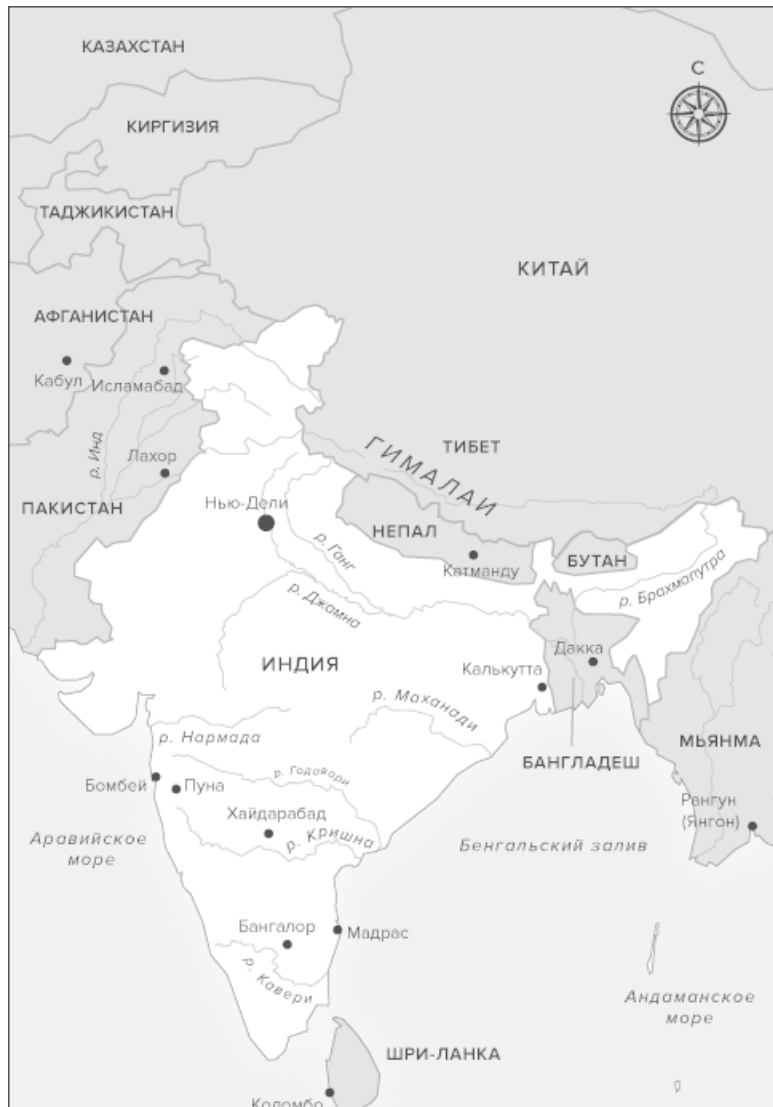 КАЗАХСТАН
С
КИРГИЗИЯ
ТАДЖИКИСТАН
КИТАЙ
АФГАНИСТАН
Кабул
Исламабад
р. Инд
Лахор
ТИБЕТ
ГИМАЛАИ
ПАКИСТАН
Нью-Дели
НЕПАЛ
р. Ганг
Катманду
БУТАН
р. Брахмапутра
р. Джамна
ИНДИЯ
Дакка
Калькутта
р. Маханади
р. Нармада
МЬЯНМА
БАНГЛАДЕШ
р. Годавари
Бомбей
Пуна
Хайдарабад
Рангун
(Янгон)
р. Кришна
Аравийское
море
Бенгальский залив
Бангалор
Мадрас
р. Кавери
Андаманское
море
ШРИ-ЛАНКА
Коломбо